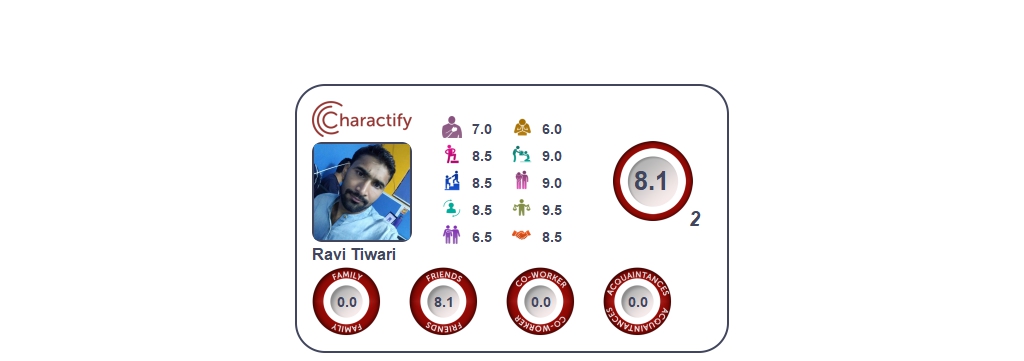 Charactify
7.0 6.0
8.5 9.0
8.5 9.0
8.5 9.5
6.5 8.5
8.1
2
Ravi Tiwari
FAMILY
0.0
FAMILY
FRIENDS
8.1
FRIENDS
CO-WORKER
0.0
CO-WORKER
ACQUAINTANCES
0.0
ACQUAINTANCES